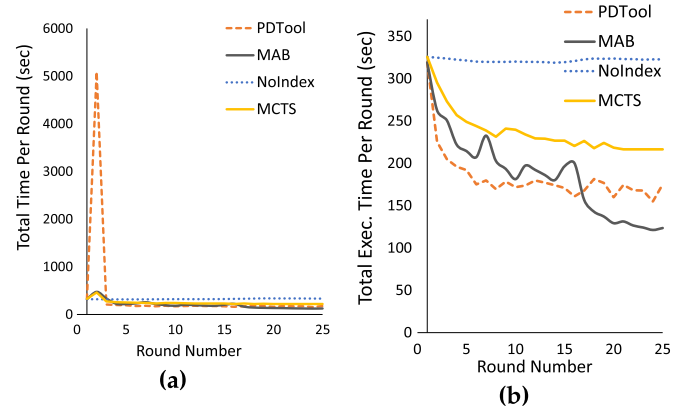 PDTool
MAB
NoIndex
MCTS
Total Time Per Round (sec)
6000
5000
4000
3000
2000
1000
0
0 5 10 15 20 25
Round Number
(a)
PDTool
MAB
NoIndex
MCTS
Total Exec. Time Per Round (sec)
350
300
250
200
150
100
50
0
0 5 10 15 20 25
Round Number
(b)